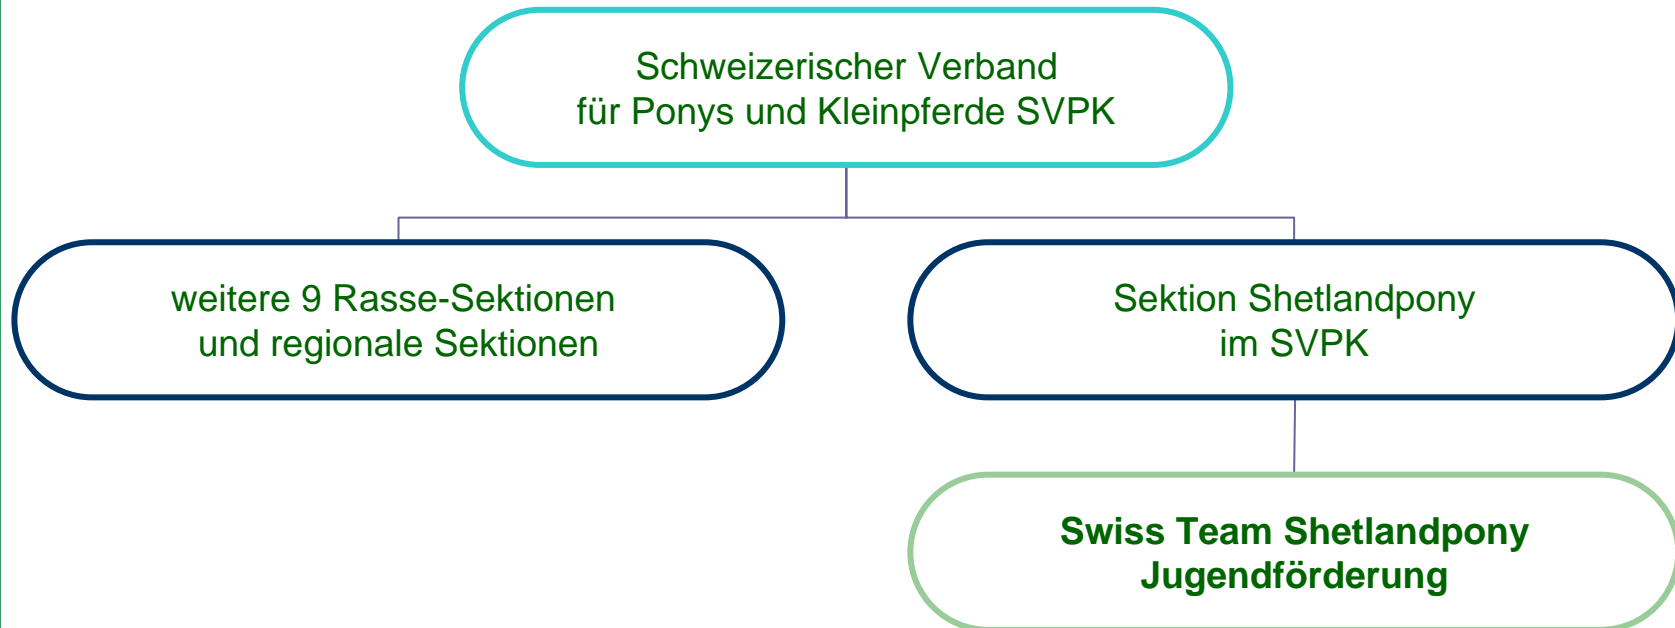 Schweizerischer Verband
für Ponys und Kleinpferde SVPK
weitere 9 Rasse-Sektionen
und regionale Sektionen
Sektion Shetlandpony
im SVPK
Swiss Team Shetlandpony
Jugendförderung